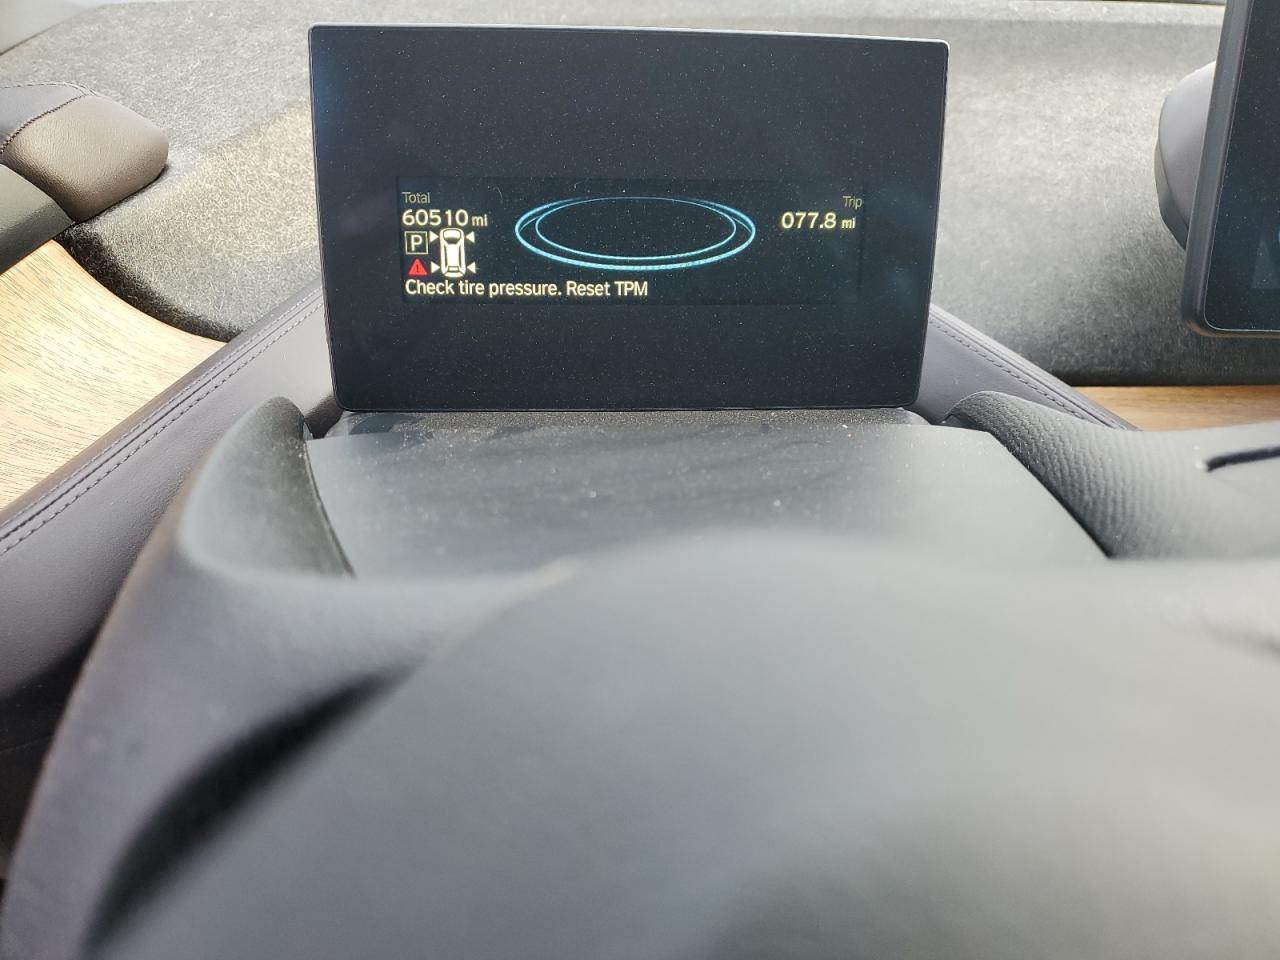 Total
60510 mi
Trip
077.8 mi
P
Check tire pressure. Reset TPM